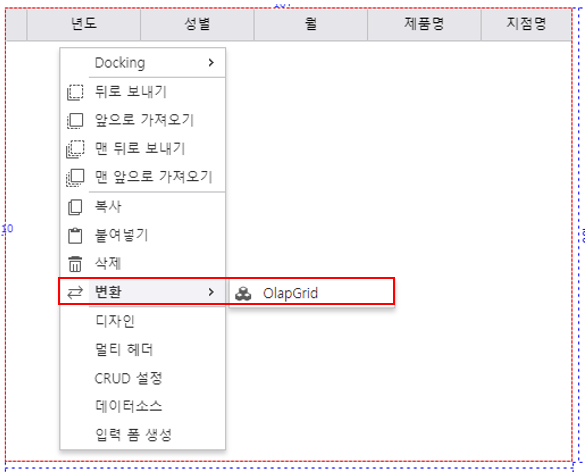 년도 성별 월 제품명 지점명
Docking
뒤로 보내기
앞으로 가져오기
맨 뒤로 보내기
맨 앞으로 가져오기
복사
붙여넣기
삭제
변환 OlapGrid
디자인
멀티 헤더
CRUD 설정
데이터소스
입력 폼 생성
10